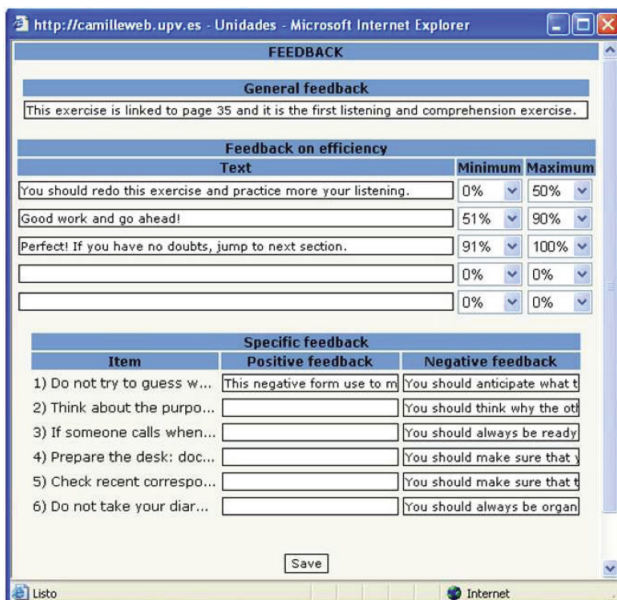 http://camilleweb.upv.es - Unidades - Microsoft Internet Explorer
FEEDBACK
General feedback
This exercise is linked to page 35 and it is the first listening and comprehension exercise.
Feedback on efficiency
Text Minimum Maximum
You should redo this exercise and practice more your listening. 0% 50%
Good work and go ahead! 51% 90%
Perfect! If you have no doubts, jump to next section. 91% 100%
0% 0%
0% 0%
Specific feedback
Item Positive feedback Negative feedback
1) Do not try to guess w... This negative form use to m You should anticipate what t
2) Think about the purpo... You should think why the oth
3) If someone calls when... You should always be ready
4) Prepare the desk: doc... You should make sure that y
5) Check recent correspo... You should make sure that t
6) Do not take your diar... You should always be organ
Save
Listo Internet